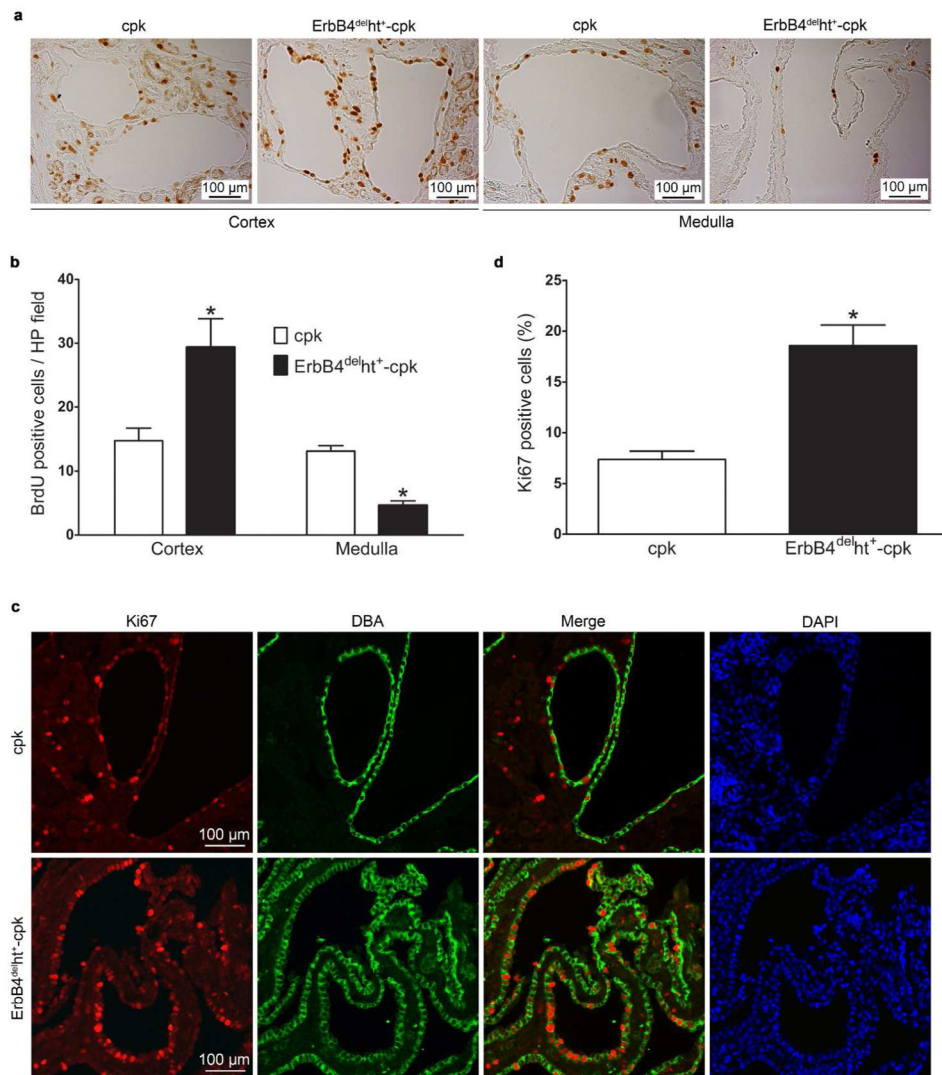 a
cpk
ErbB4delht+-cpk
cpk
ErbB4delht+-cpk
100 µm
100 µm
100 µm
100 µm
Cortex
Medulla
b
BrdU positive cells / HP field
40
30
20
10
0
*
*
cpk
ErbB4delht+-cpk
Cortex
Medulla
d
Ki67 positive cells (%)
25
20
15
10
5
0
*
cpk
ErbB4delht+-cpk
c
Ki67
DBA
Merge
DAPI
cpk
100 µm
ErbB4delht+-cpk
100 µm